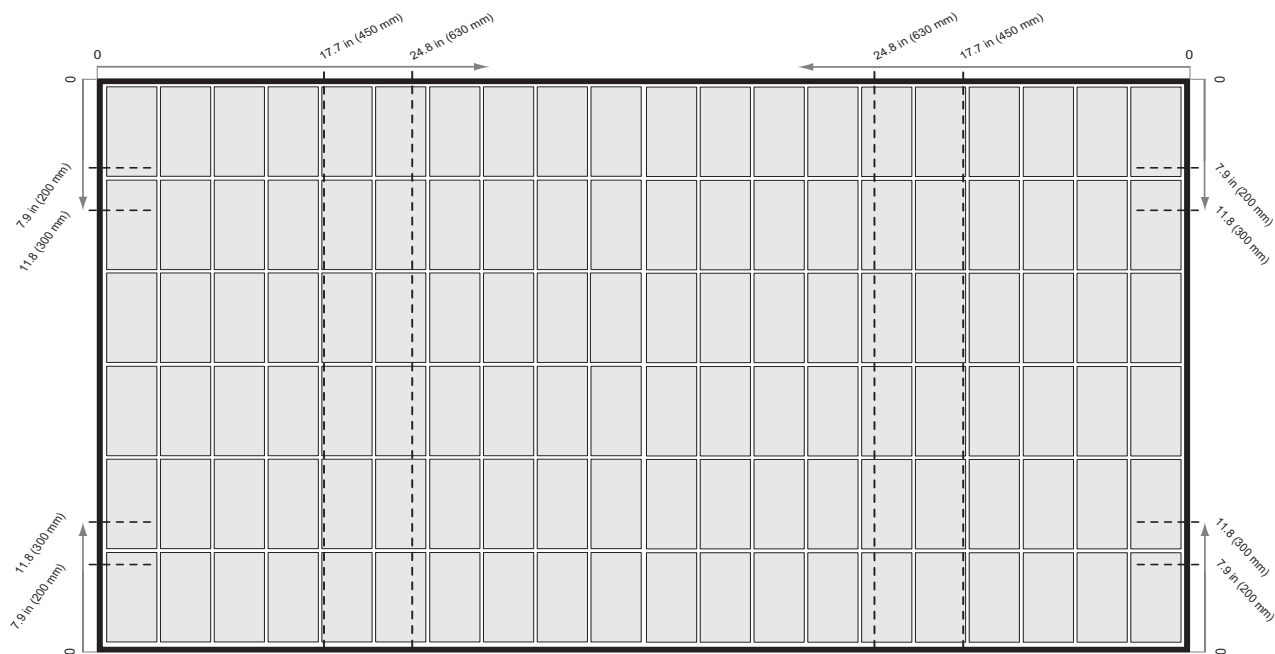 0
17.7 in (450 mm)
24.8 in (630 mm)
24.8 in (630 mm)
17.7 in (450 mm)
0
0
0
7.9 in (200 mm)
11.8 (300 mm)
7.9 in (200 mm)
11.8 (300 mm)
11.8 (300 mm)
7.9 in (200 mm)
11.8 (300 mm)
7.9 in (200 mm)
0
0